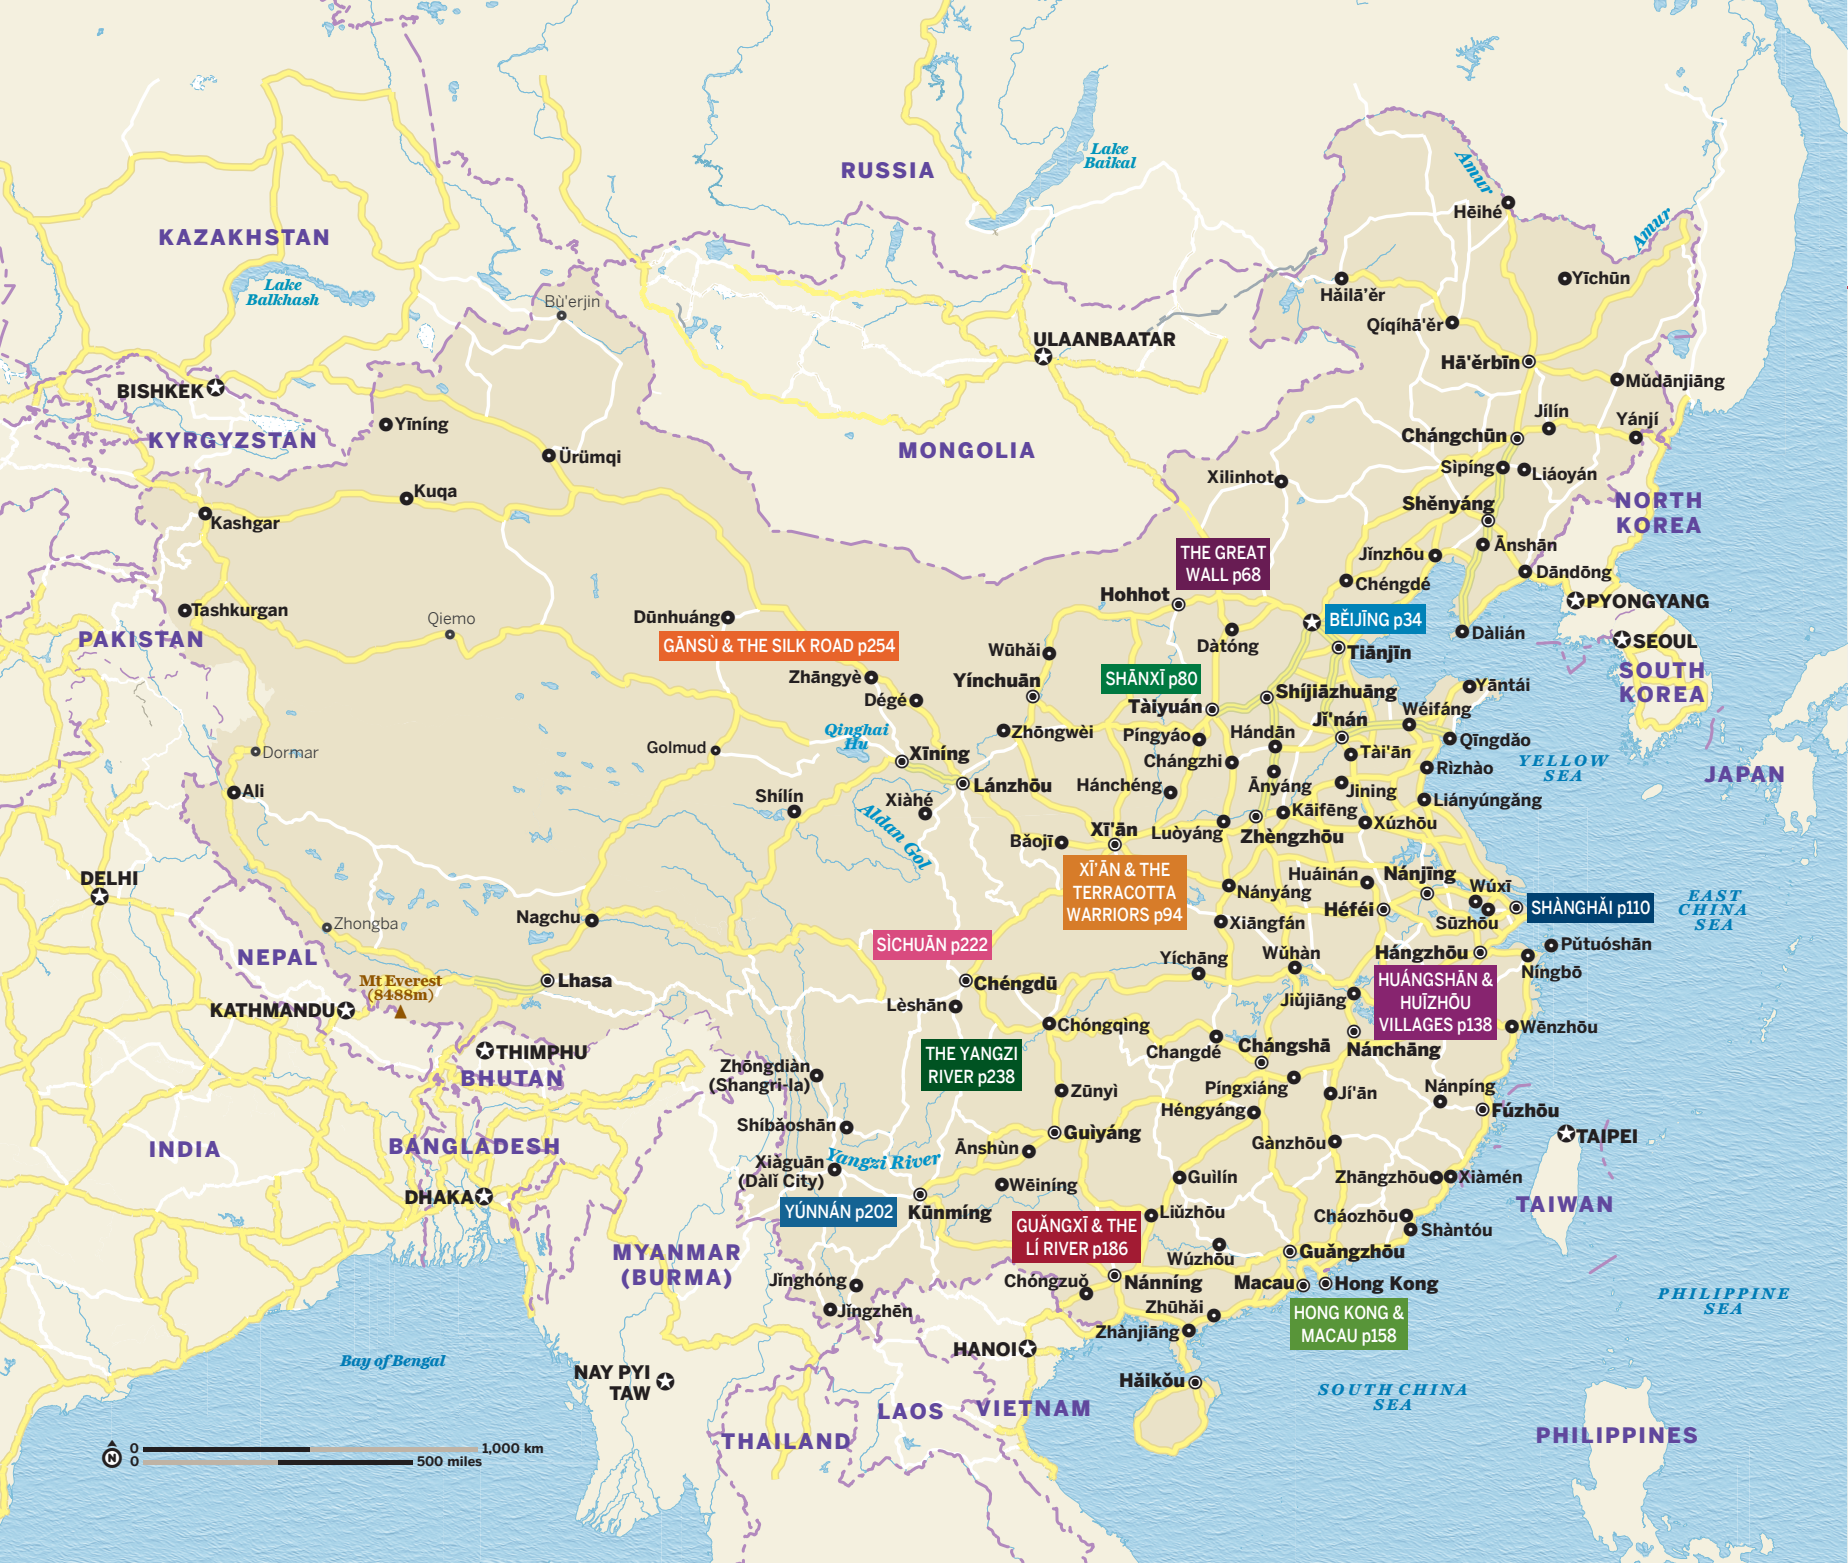 RUSSIA
Lake
Baikal
Amur
Hēihé
Amur
KAZAKHSTAN
Lake
Balkhash
Bù'erjin
Yīchūn
Hǎilā'ěr
Qíqíhā'ěr
ULAANBAATAR
Hā'ěrbīn
Mǔdānjiāng
BISHKEK
KYRGYZSTAN
Yīníng
Jílín
Yánjí
Chángchūn
MONGOLIA
Ürümqi
Sìpíng
Liáoyán
Xilinhot
Kuqa
Shěnyáng
NORTH
KOREA
Kashgar
THE GREAT
WALL p68
Jǐnzhōu
Ānshān
Chéngdé
Dāndōng
Hohhot
PYONGYANG
Tashkurgan
Qiemo
Dūnhuáng
BĚIJĪNG p34
Dàlián
PAKISTAN
GĀNSÙ & THE SILK ROAD p254
Wūhǎi
Dàtóng
Tiānjīn
SEOUL
SOUTH
KOREA
Zhāngyè
Yínchuān
SHĀNXĪ p80
Shíjiāzhuāng
Yāntái
Dégé
Tàiyuán
Jǐ'nán
Wéifáng
Qinghai
Hu
Zhōngwèi
Píngyáo
Hándān
Qīngdǎo
Golmud
Dormar
Xīníng
Chángzhi
Tài'ān
YELLOW
SEA
Rìzhào
JAPAN
Ali
Lánzhōu
Hánchéng
Ānyáng
Jining
Shílín
Xiàhé
Liányúngǎng
Aldan Gol
Kāifēng
Xúzhōu
Bǎojī
Xī'ān
Luòyáng
Zhèngzhōu
DELHI
XĪ'ĀN & THE
TERRACOTTA
WARRIORS p94
Huáinán
Nánjīng
Nányáng
Wúxī
Héféi
Sūzhōu
SHÀNGHǍI p110
EAST
CHINA
SEA
Nagchu
Zhongba
Xiāngfán
SÌCHUĀN p222
Hángzhōu
Pǔtuóshān
NEPAL
Yíchāng
Wǔhàn
Níngbō
Mt Everest
(8488m)
Lhasa
Chéngdū
HUÁNGSHĀN &
HUĪZHŌU
VILLAGES p138
KATHMANDU
Lèshān
Jiǔjiāng
Chóngqìng
Wēnzhōu
THIMPHU
BHUTAN
THE YANGZI
RIVER p238
Changdé
Chángshā
Nánchāng
Zhōngdiàn
(Shangri-la)
Zūnyì
Píngxiáng
Jí'ān
Nánpíng
Héngyáng
Fúzhōu
Shíbǎoshān
Guìyáng
TAIPEI
INDIA
BANGLADESH
Yangzi River
Ānshùn
Gànzhōu
Xiàguān
(Dàlǐ City)
Wēiníng
Guìlín
Zhāngzhōu
Xiàmén
DHAKA
TAIWAN
YÚNNÁN p202
Kūnmíng
GUǍNGXĪ & THE
LÍ RIVER p186
Liǔzhōu
Cháozhōu
Shàntóu
MYANMAR
(BURMA)
Wúzhōu
Guǎngzhōu
Jǐnghóng
Chóngzuǒ
Nánníng
Macau
Hong Kong
PHILIPPINE
SEA
Jǐngzhēn
Zhūhǎi
HONG KONG &
MACAU p158
Zhànjiāng
HANOI
Bay of Bengal
NAY PYI
TAW
Hǎikǒu
SOUTH CHINA
SEA
LAOS
VIETNAM
THAILAND
PHILIPPINES
N
0
1,000 km
0
500 miles